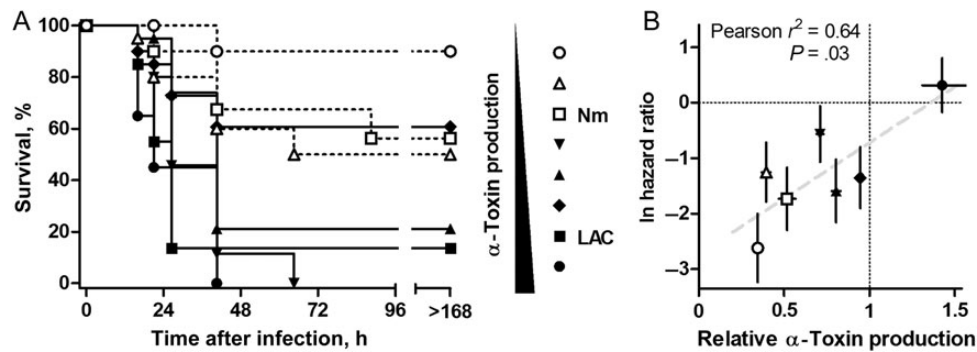 A
Survival, %
100
80
60
40
20
0
0 24 48 72 96 >168
Time after infection, h
α-Toxin production
Nm
LAC
B
Pearson r² = 0.64
P = .03
ln hazard ratio
1
0
−1
−2
−3
0 0.5 1 1.5
Relative α-Toxin production